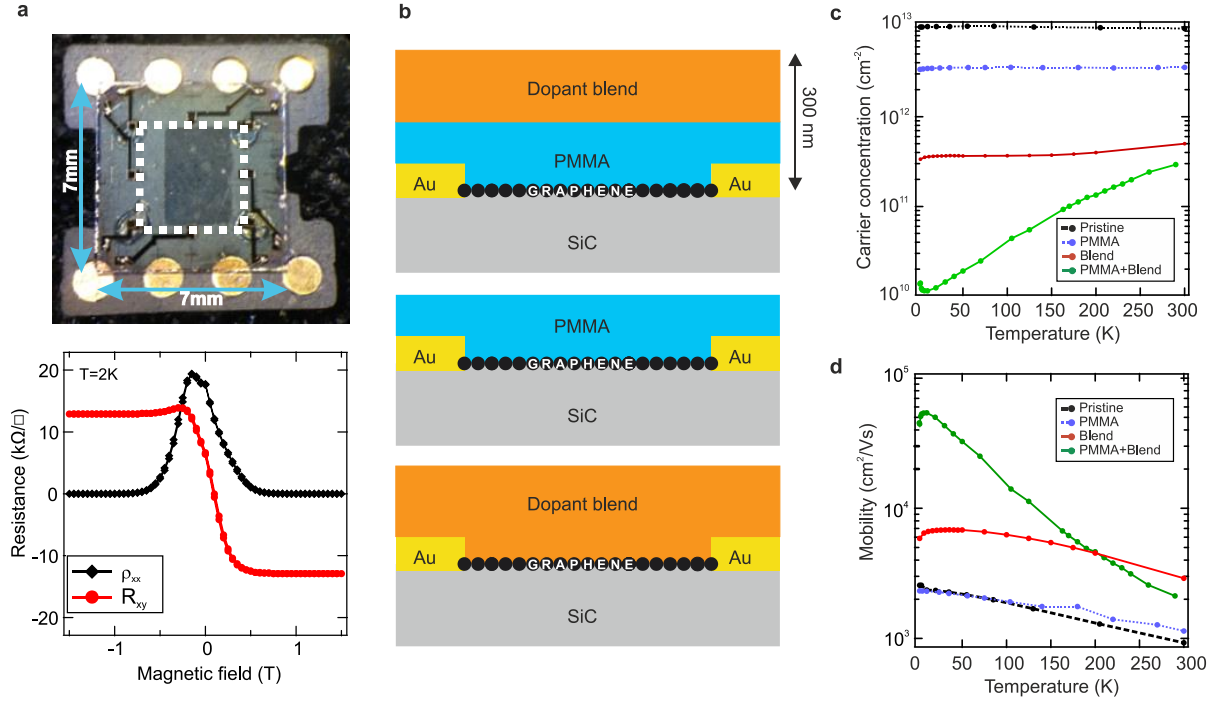 a
7mm
7mm
T=2K
Resistance (kΩ/□)
20
10
0
-10
-20
ρxx
Rxy
-1
0
1
Magnetic field (T)
b
Dopant blend
PMMA
Au
GRAPHENE
Au
SiC
300 nm
PMMA
Au
GRAPHENE
Au
SiC
Dopant blend
Au
GRAPHENE
Au
SiC
c
Carrier concentration (cm⁻²)
10¹³
10¹²
10¹¹
10¹⁰
Pristine
PMMA
Blend
PMMA+Blend
0 50 100 150 200 250 300
Temperature (K)
d
Mobility (cm²/Vs)
10⁵
10⁴
10³
Pristine
PMMA
Blend
PMMA+Blend
0 50 100 150 200 250 300
Temperature (K)